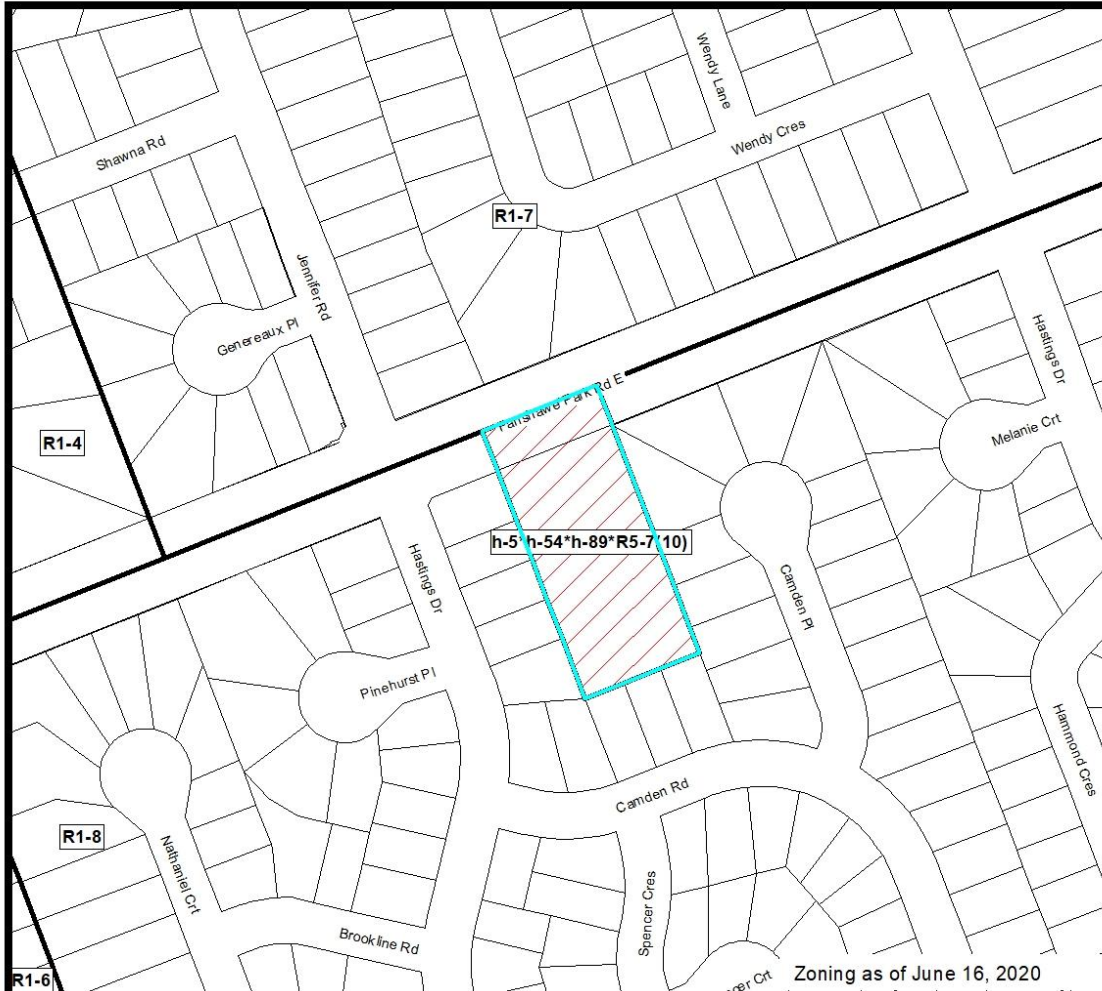 Wendy Lane
Shawna Rd
Wendy Cres
R1-7
Jennifer Rd
Genereaux Pl
Hastings Dr
Park Rd E
Melanie Crt
R1-4
h-5*h-54*h-89*R5-7(10)
Hastings Dr
Camden Pl
Pinehurst Pl
Hammond Cres
Camden Rd
R1-8
Nathaniel Crt
Spencer Cres
Brookline Rd
R1-6
Crt
Zoning as of June 16, 2020